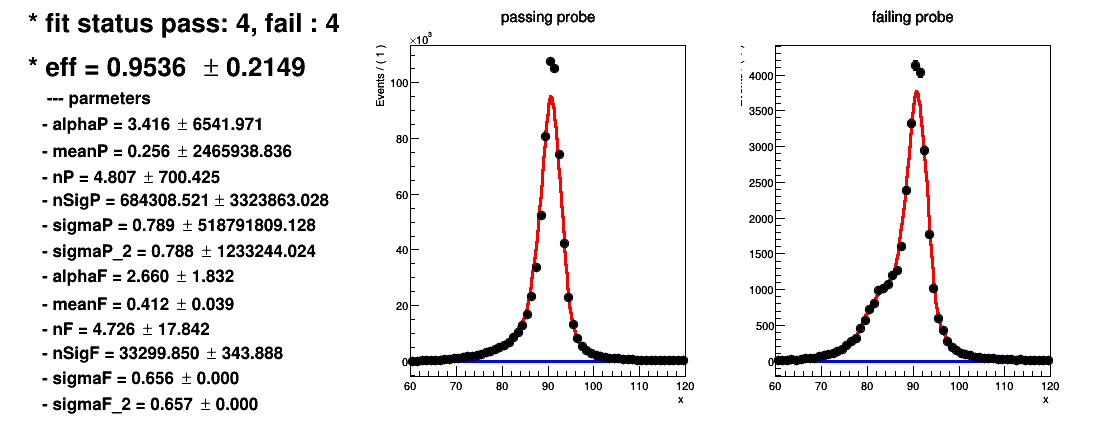 * fit status pass: 4, fail : 4
* eff = 0.9536 ± 0.2149
--- parmeters
- alphaP = 3.416 ± 6541.971
- meanP = 0.256 ± 2465938.836
- nP = 4.807 ± 700.425
- nSigP = 684308.521 ± 3323863.028
- sigmaP = 0.789 ± 518791809.128
- sigmaP_2 = 0.788 ± 1233244.024
- alphaF = 2.660 ± 1.832
- meanF = 0.412 ± 0.039
- nF = 4.726 ± 17.842
- nSigF = 33299.850 ± 343.888
- sigmaF = 0.656 ± 0.000
- sigmaF_2 = 0.657 ± 0.000
passing probe
×10³
Events / ( 1 )
100
80
60
40
20
0
60 70 80 90 100 110 120
x
failing probe
4000
3500
3000
2500
2000
1500
1000
500
0
60 70 80 90 100 110 120
x